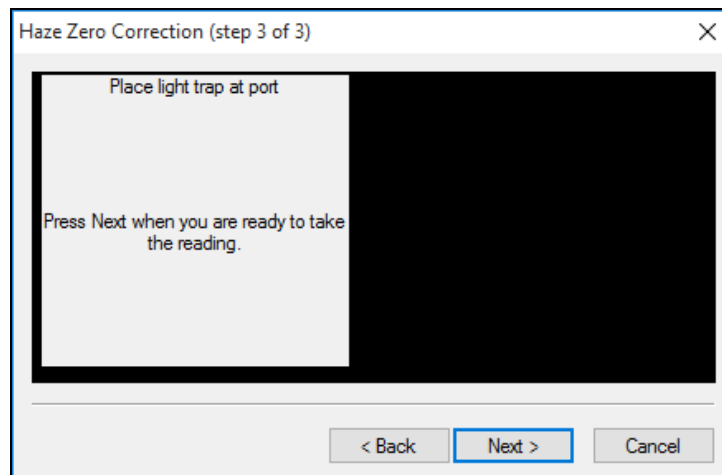 Haze Zero Correction (step 3 of 3)
Place light trap at port
Press Next when you are ready to take
the reading.
< Back
Next >
Cancel